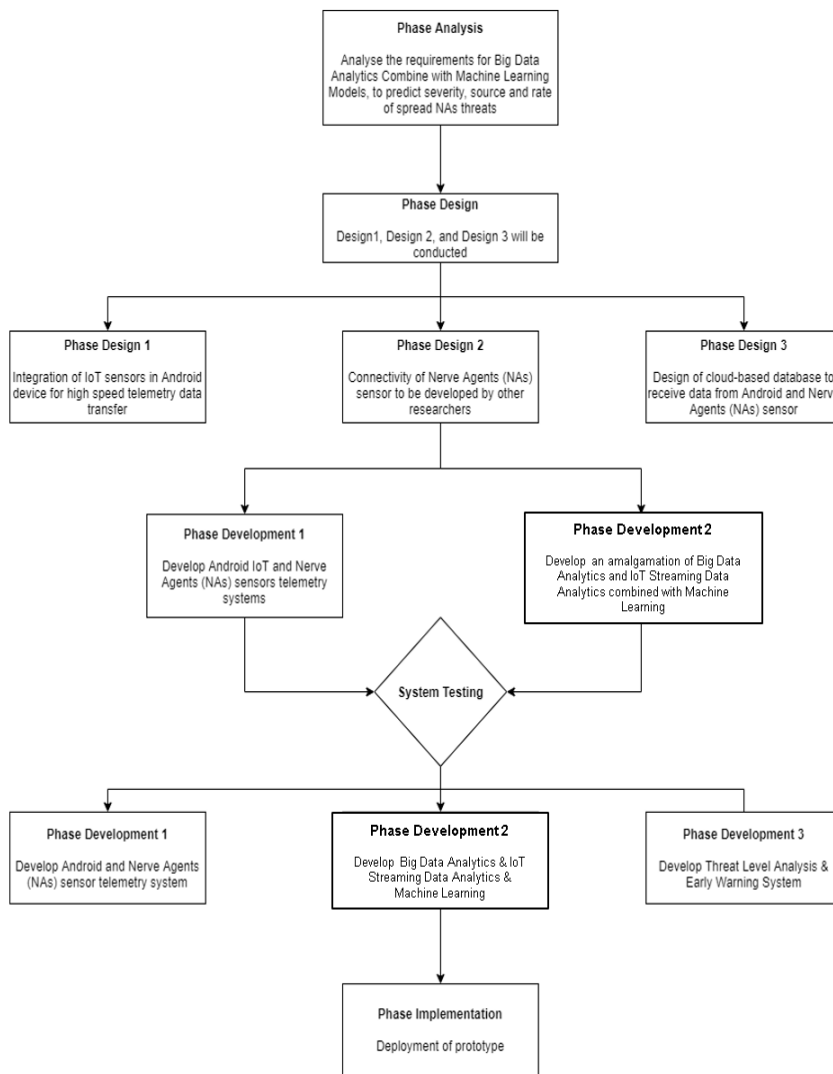 Phase Analysis
Analyse the requirements for Big Data
Analytics Combine with Machine Learning
Models, to predict severity, source and rate
of spread NAs threats
Phase Design
Design1, Design 2, and Design 3 will be
conducted
Phase Design 1
Integration of IoT sensors in Android
device for high speed telemetry data
transfer
Phase Design 2
Connectivity of Nerve Agents (NAs)
sensor to be developed by other
researchers
Phase Design 3
Design of cloud-based database to
receive data from Android and Nerve
Agents (NAs) sensor
Phase Development 1
Develop Android IoT and Nerve
Agents (NAs) sensors telemetry
systems
Phase Development 2
Develop an amalgamation of Big Data
Analytics and IoT Streaming Data
Analytics combined with Machine
Learning
System Testing
Phase Development 1
Develop Android and Nerve Agents
(NAs) sensor telemetry system
Phase Development 2
Develop Big Data Analytics & IoT
Streaming Data Analytics &
Machine Learning
Phase Development 3
Develop Threat Level Analysis &
Early Warning System
Phase Implementation
Deployment of prototype